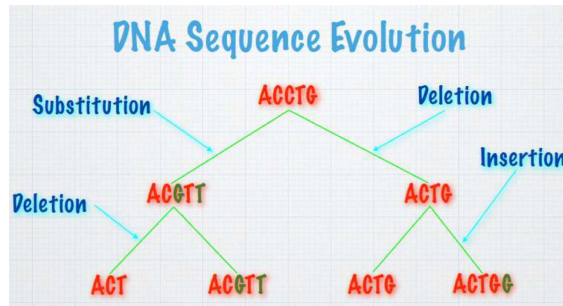 DNA Sequence Evolution
ACCTG
Substitution
Deletion
Insertion
ACGTT
ACTG
Deletion
ACT
ACGTT
ACTG
ACTGG